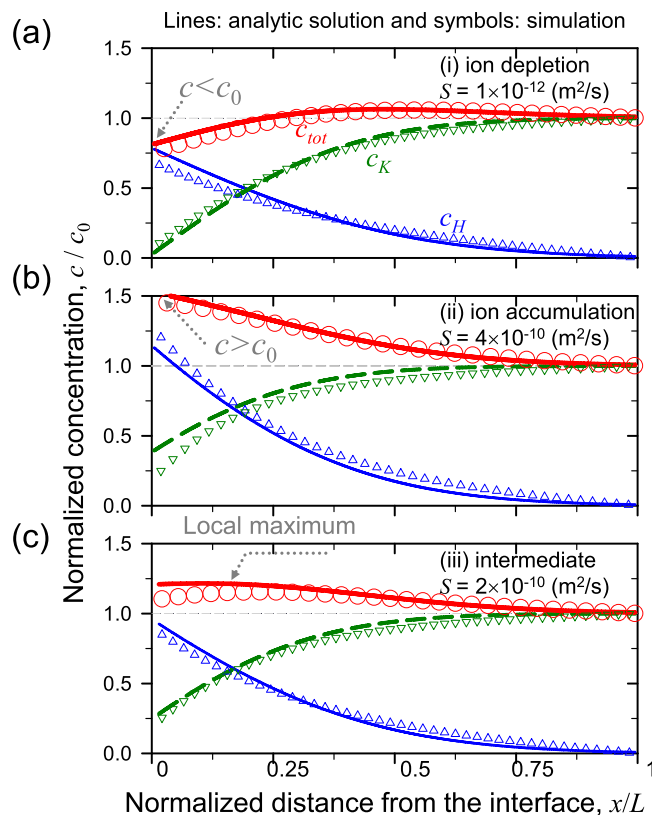 Lines: analytic solution and symbols: simulation
(a)
1.5
1.0
0.5
0.0
c<c₀
(i) ion depletion
S = 1×10⁻¹² (m²/s)
c_tot
c_K
c_H
(b)
1.5
1.0
0.5
0.0
c>c₀
(ii) ion accumulation
S = 4×10⁻¹⁰ (m²/s)
(c)
Local maximum
1.5
1.0
0.5
0.0
(iii) intermediate
S = 2×10⁻¹⁰ (m²/s)
0 0.25 0.5 0.75 1
Normalized concentration, c / c₀
Normalized distance from the interface, x/L